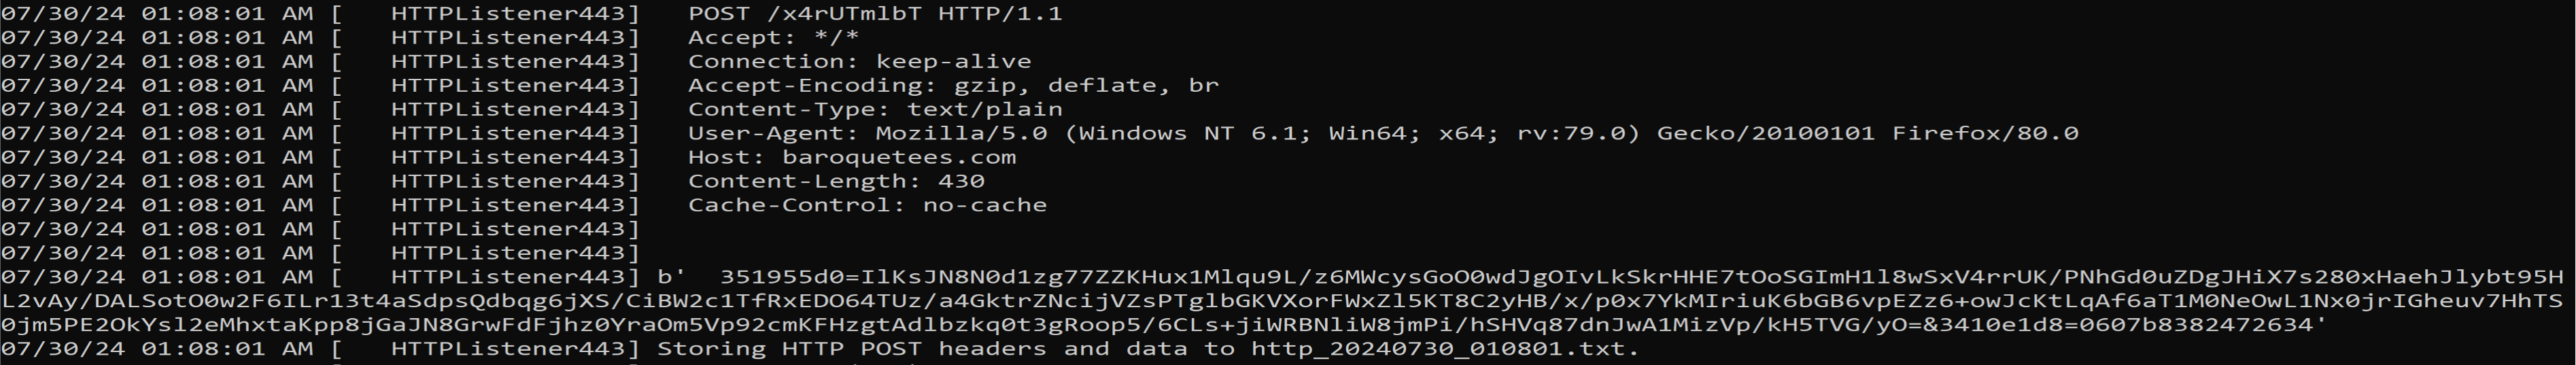 07/30/24 01:08:01 AM [    HTTPListener443]   POST /x4rUTmlbT HTTP/1.1
07/30/24 01:08:01 AM [    HTTPListener443]   Accept: */*
07/30/24 01:08:01 AM [    HTTPListener443]   Connection: keep-alive
07/30/24 01:08:01 AM [    HTTPListener443]   Accept-Encoding: gzip, deflate, br
07/30/24 01:08:01 AM [    HTTPListener443]   Content-Type: text/plain
07/30/24 01:08:01 AM [    HTTPListener443]   User-Agent: Mozilla/5.0 (Windows NT 6.1; Win64; x64; rv:79.0) Gecko/20100101 Firefox/80.0
07/30/24 01:08:01 AM [    HTTPListener443]   Host: baroquetees.com
07/30/24 01:08:01 AM [    HTTPListener443]   Content-Length: 430
07/30/24 01:08:01 AM [    HTTPListener443]   Cache-Control: no-cache
07/30/24 01:08:01 AM [    HTTPListener443]
07/30/24 01:08:01 AM [    HTTPListener443]
07/30/24 01:08:01 AM [    HTTPListener443] b'  351955d0=IlKsJN8N0d1zg77ZZKHux1Mlqu9L/z6MWcysGoO0wdJgOIvLkSkrHHE7tOoSGImH1l8wSxV4rrUK/PNhGd0uZDgJHiX7s280xHaehJlybt95H
L2vAy/DALSotO0w2F6ILr13t4aSdpsQdbqg6jXS/CiBW2c1TfRxEDO64TUz/a4GktrZNcijVZsPTglbGKVXorFWxZl5KT8C2yHB/x/p0x7YkMIriuK6bGB6vpEZz6+owJcKtLqAf6aT1M0NeOwL1Nx0jrIGheuv7HhTS
0jm5PE2OkYsl2eMhxtaKpp8jGaJN8GrwFdFjhz0YraOm5Vp92cmKFHzgtAdlbzkq0t3gRoop5/6CLs+jiWRBNliW8jmPi/hSHVq87dnJwA1MizVp/kH5TVG/yO=&3410e1d8=0607b8382472634'
07/30/24 01:08:01 AM [    HTTPListener443] Storing HTTP POST headers and data to http_20240730_010801.txt.